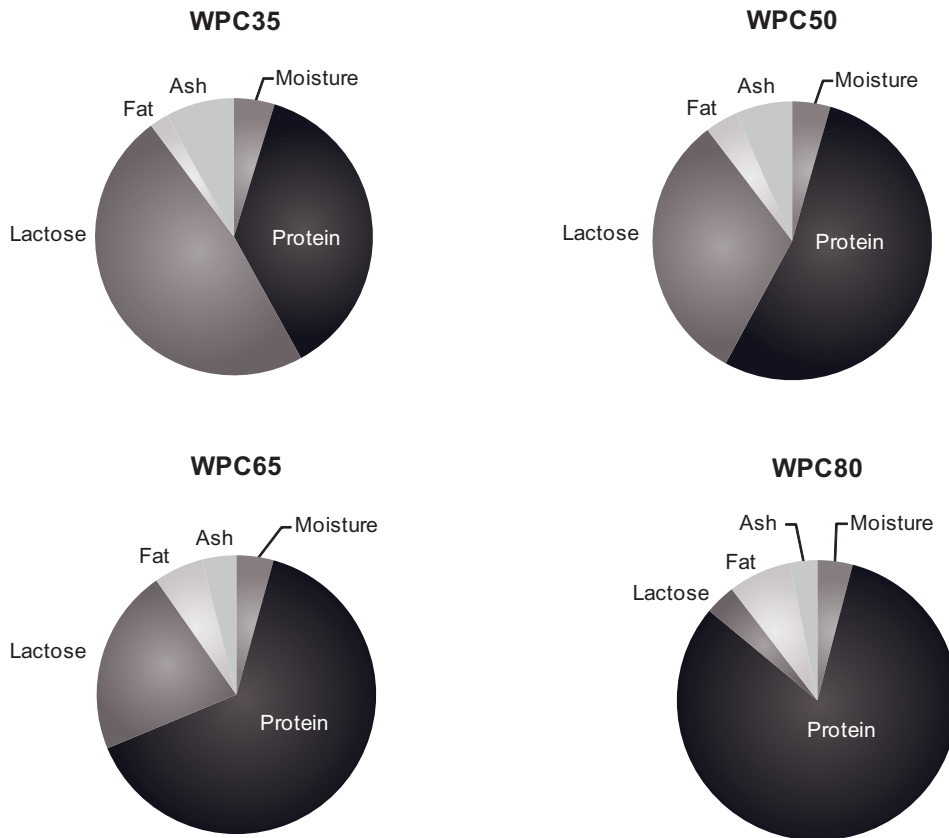 WPC35
Ash
Moisture
Fat
Lactose
Protein
WPC50
Ash
Moisture
Fat
Lactose
Protein
WPC65
Ash
Moisture
Fat
Lactose
Protein
WPC80
Ash
Moisture
Fat
Lactose
Protein